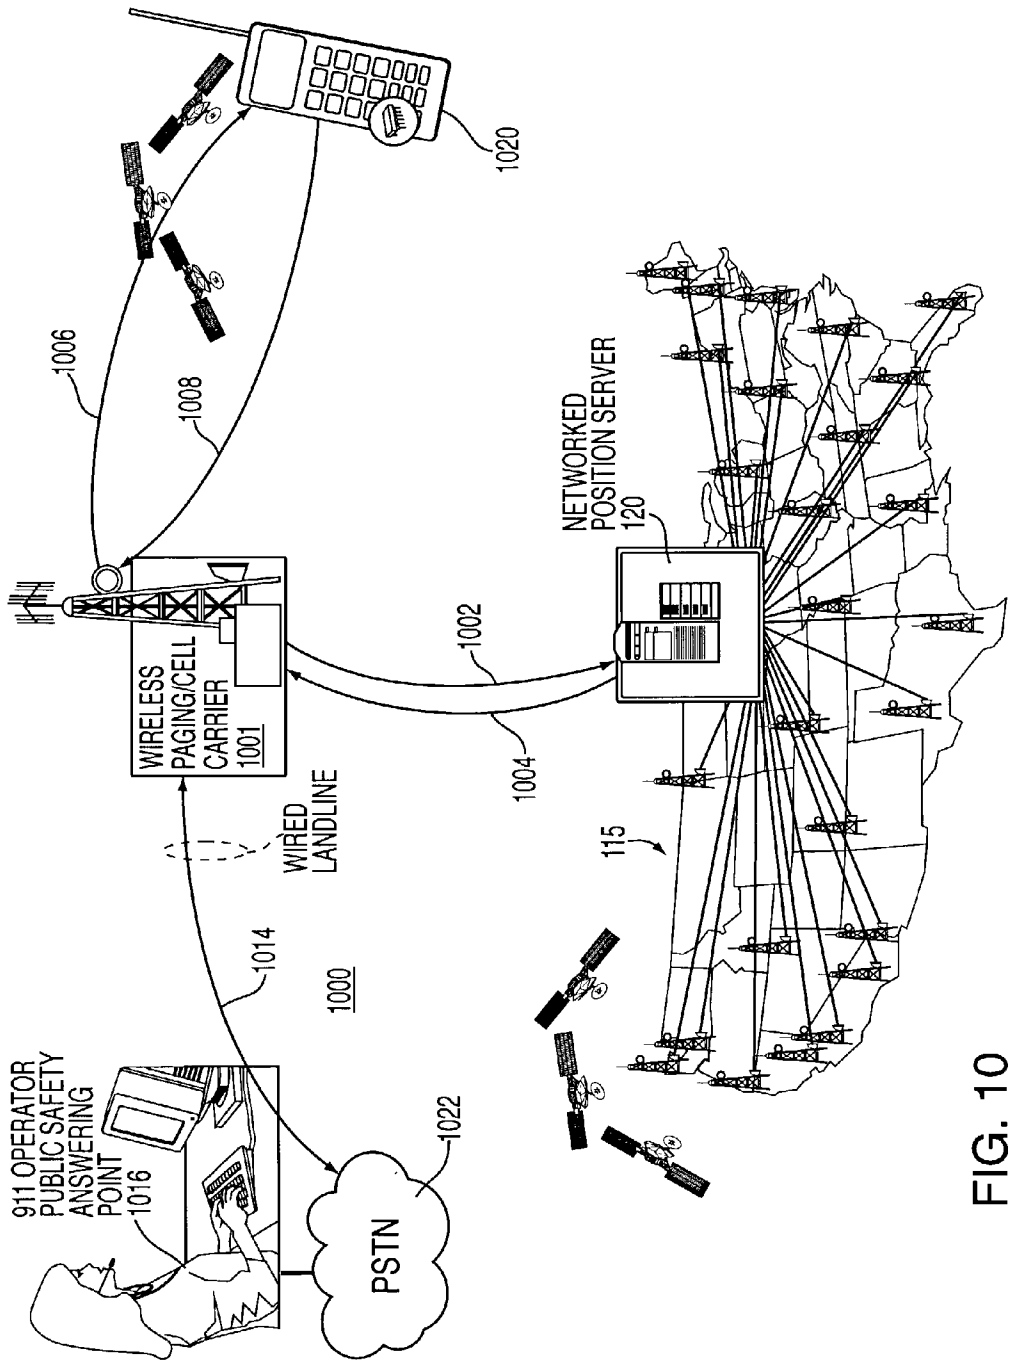 911 OPERATOR
PUBLIC SAFETY
ANSWERING
POINT
1016
PSTN
1022
1014
1000
WIRED
LANDLINE
WIRELESS
PAGING/CELL
CARRIER
1001
1006
1008
1020
1002
1004
NETWORKED
POSITION SERVER
120
115
FIG. 10